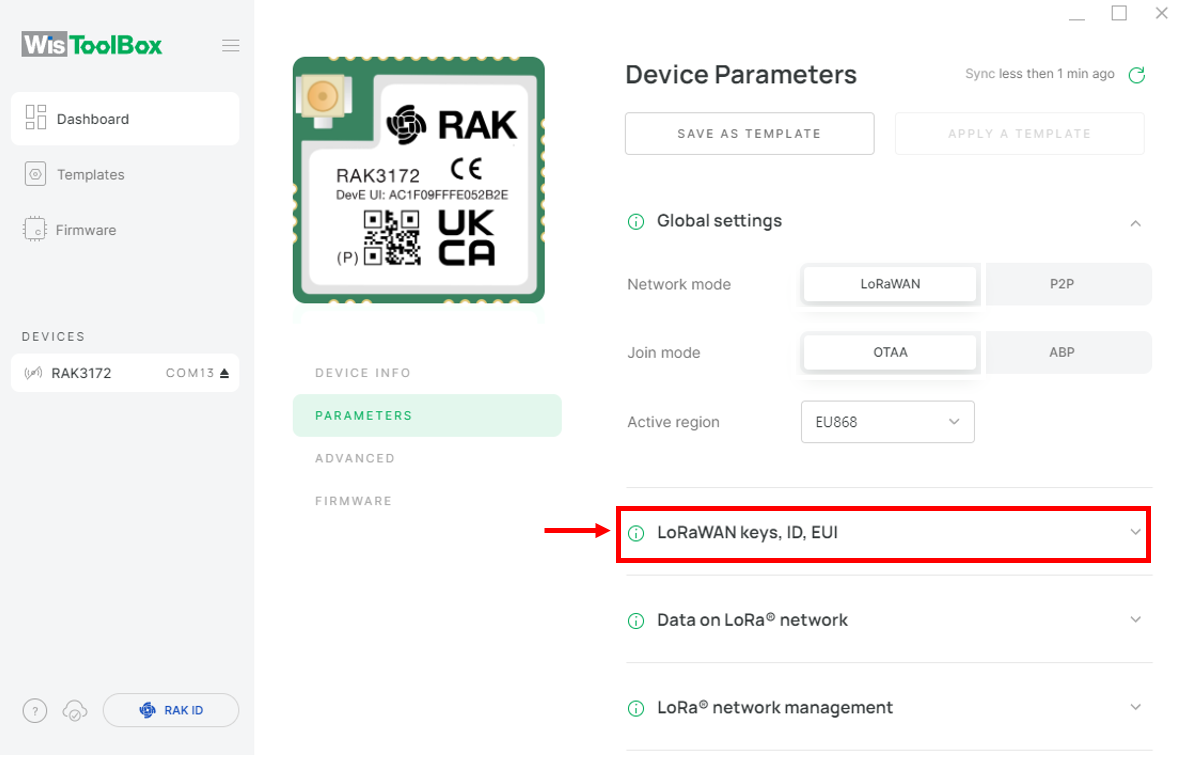 WisToolBox
Dashboard
Templates
Firmware
DEVICES
RAK3172 COM13
?
RAK ID
RAK
RAK3172
DevE UI: AC1F09FFFE052B2E
CE
(P)
UK
CA
DEVICE INFO
PARAMETERS
ADVANCED
FIRMWARE
Device Parameters
Sync less then 1 min ago
SAVE AS TEMPLATE
APPLY A TEMPLATE
Global settings
Network mode LoRaWAN P2P
Join mode OTAA ABP
Active region EU868
LoRaWAN keys, ID, EUI
Data on LoRa® network
LoRa® network management